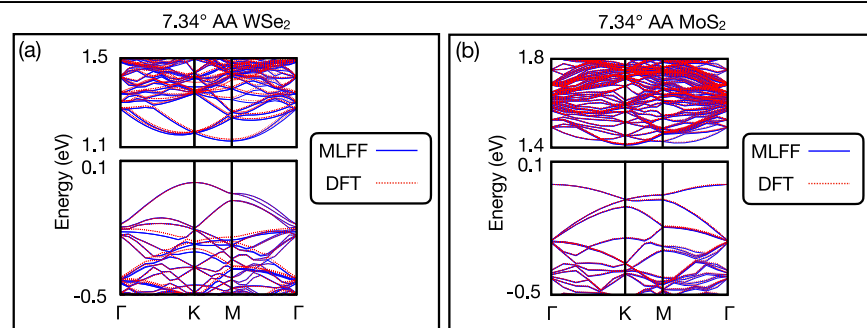 7.34° AA WSe₂
(a)
1.5
1.1
0.1
-0.5
Energy (eV)
Γ K M Γ
MLFF
DFT
7.34° AA MoS₂
(b)
1.8
1.4
0.1
-0.5
Energy (eV)
Γ K M Γ
MLFF
DFT